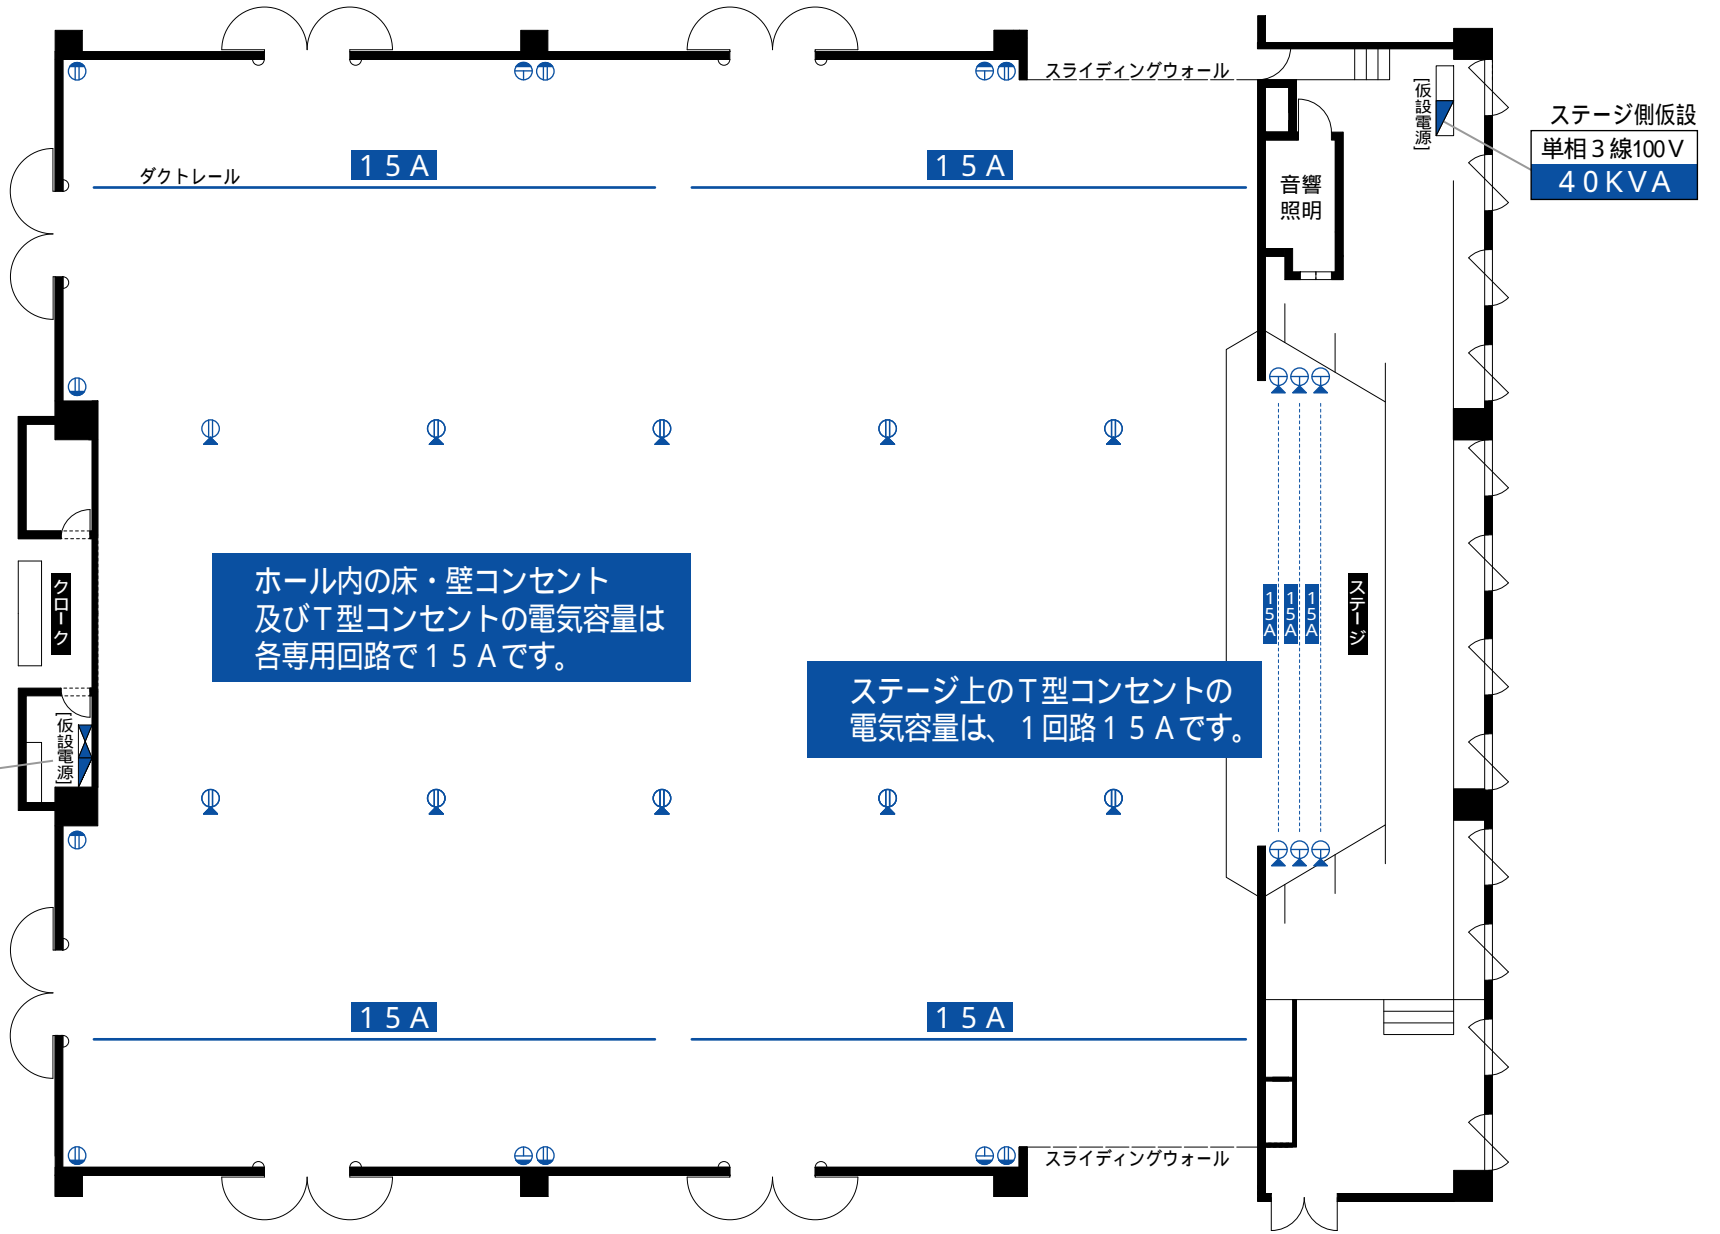 スライディングウォール
[仮設電源]
ステージ側仮設
単相３線100Ｖ
４０ＫＶＡ
ダクトレール
１５Ａ
１５Ａ
音響
照明
クローク
ホール内の床・壁コンセント
及びＴ型コンセントの電気容量は
各専用回路で１５Ａです。
１５Ａ
１５Ａ
１５Ａ
ステージ
ステージ上のＴ型コンセントの
電気容量は、１回路１５Ａです。
[仮設電源]
１５Ａ
１５Ａ
スライディングウォール